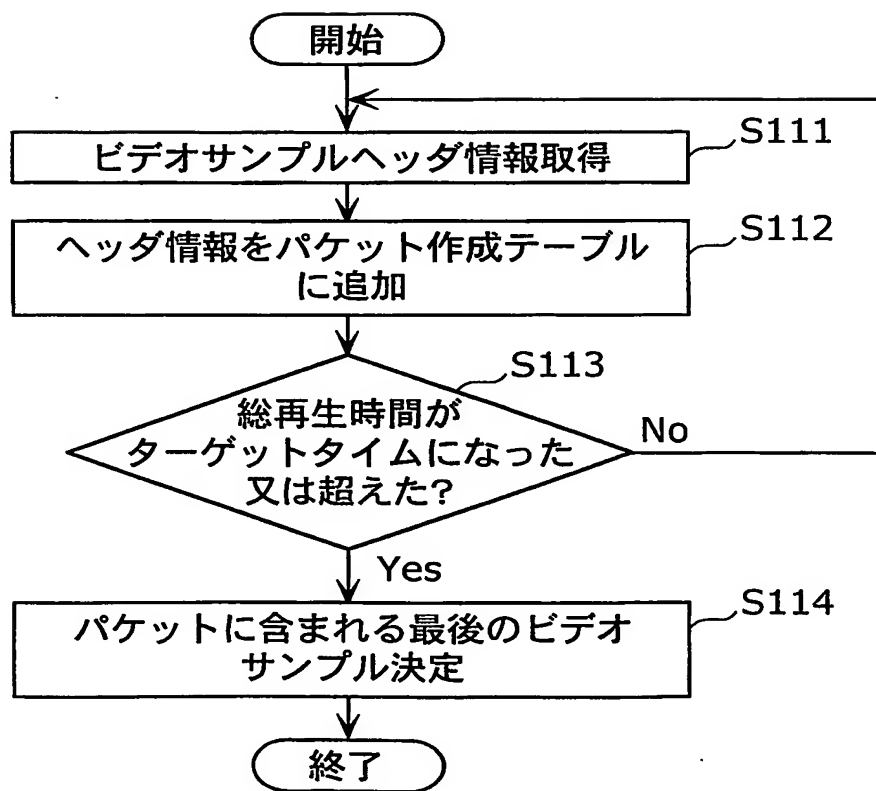 開始
S111
ビデオサンプルヘッダ情報取得
S112
ヘッダ情報をパケット作成テーブル
に追加
S113
総再生時間が
ターゲットタイムになった
又は超えた?
No
Yes
S114
パケットに含まれる最後のビデオ
サンプル決定
終了